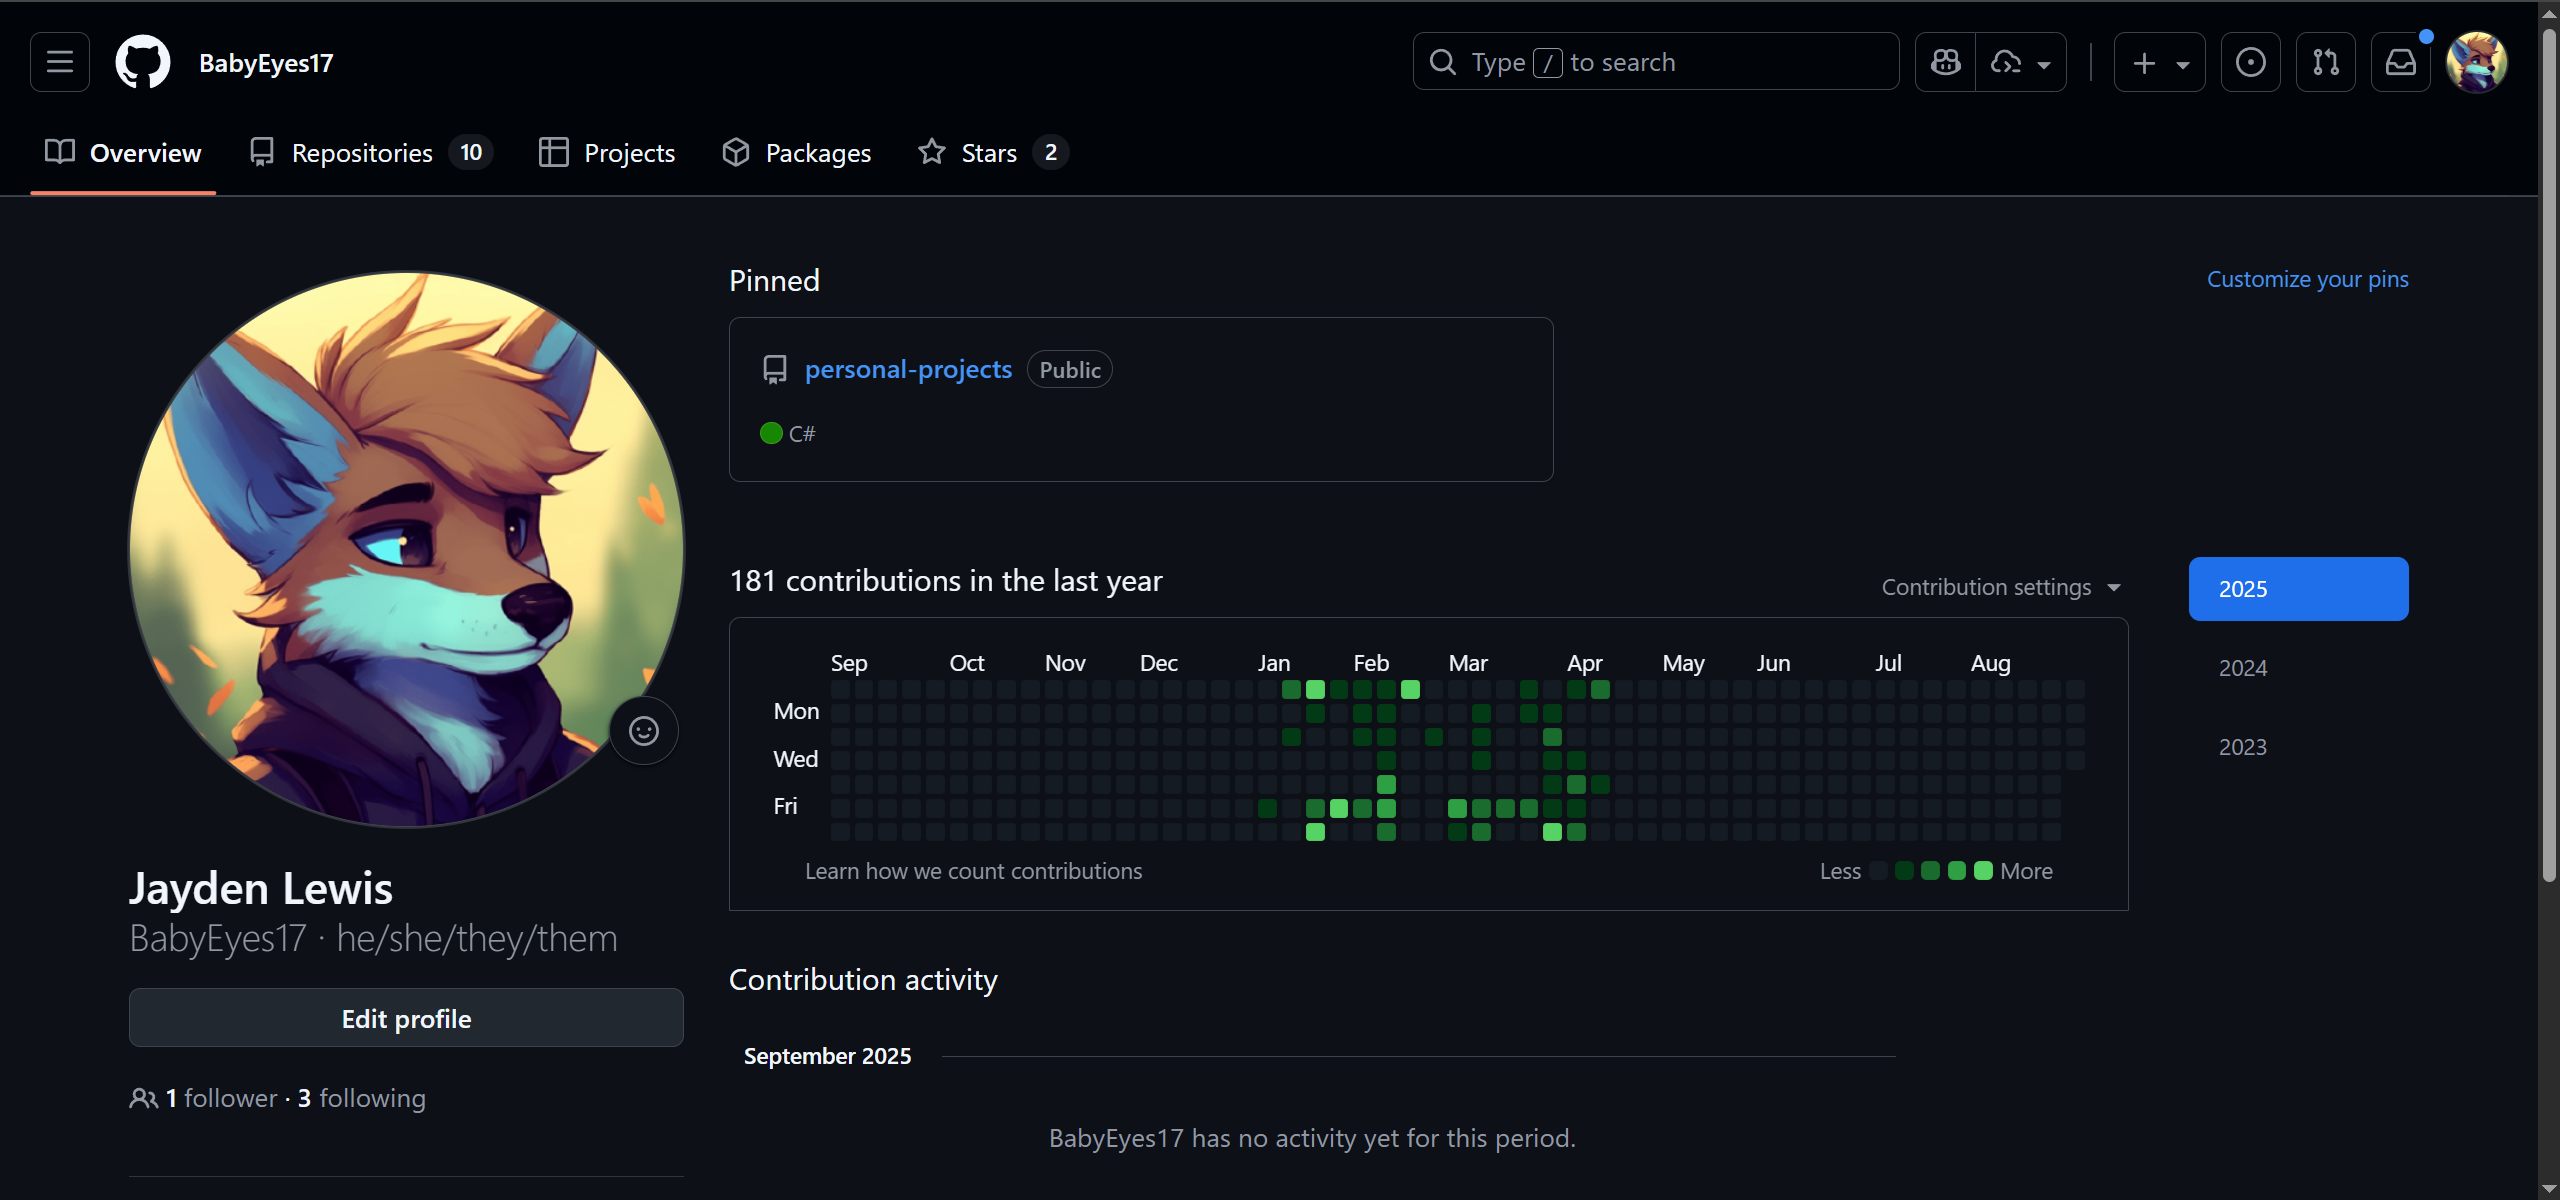 BabyEyes17
Type / to search
Overview
Repositories 10
Projects
Packages
Stars 2
Pinned
Customize your pins
personal-projects Public
C#
181 contributions in the last year
Contribution settings
2025
2024
2023
Sep Oct Nov Dec Jan Feb Mar Apr May Jun Jul Aug
Mon
Wed
Fri
Learn how we count contributions
Less More
Jayden Lewis
BabyEyes17 · he/she/they/them
Edit profile
1 follower · 3 following
Contribution activity
September 2025
BabyEyes17 has no activity yet for this period.